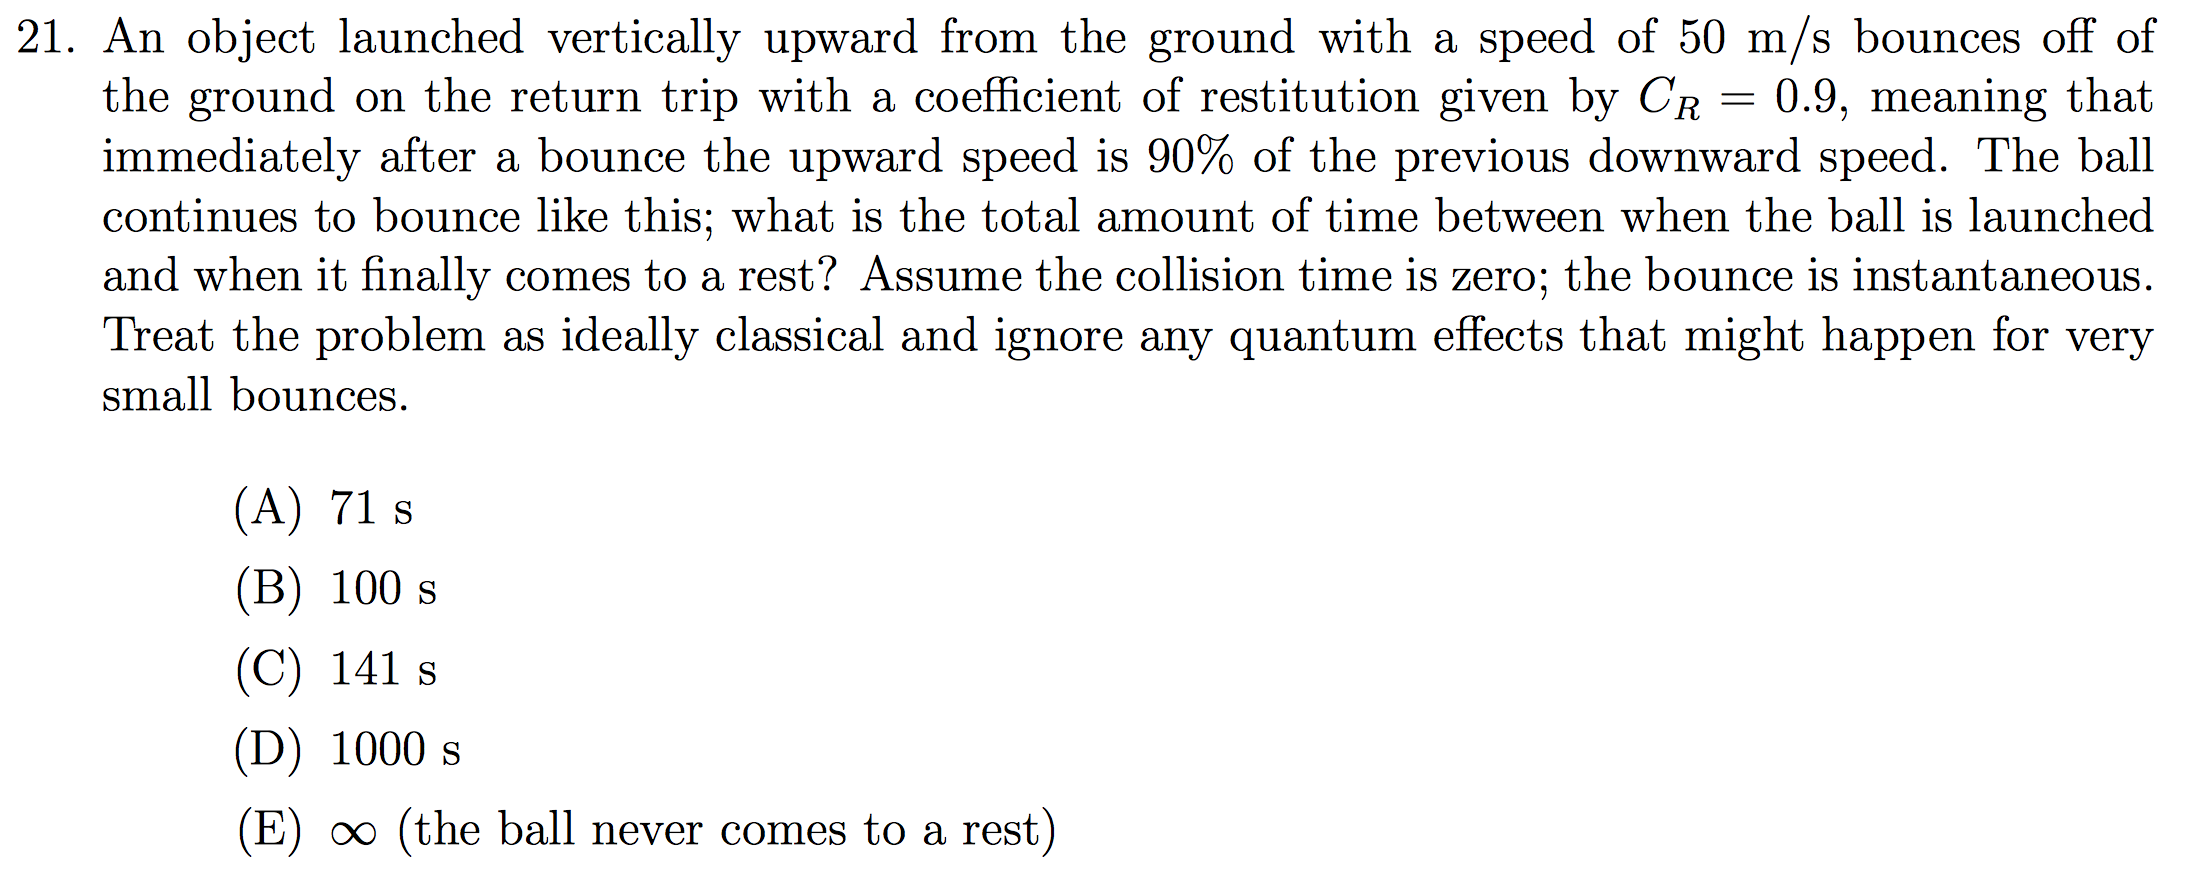 21. An object launched vertically upward from the ground with a speed of 50 m/s bounces off of
the ground on the return trip with a coefficient of restitution given by C_R = 0.9, meaning that
immediately after a bounce the upward speed is 90% of the previous downward speed. The ball
continues to bounce like this; what is the total amount of time between when the ball is launched
and when it finally comes to a rest? Assume the collision time is zero; the bounce is instantaneous.
Treat the problem as ideally classical and ignore any quantum effects that might happen for very
small bounces.
(A) 71 s
(B) 100 s
(C) 141 s
(D) 1000 s
(E) ∞ (the ball never comes to a rest)